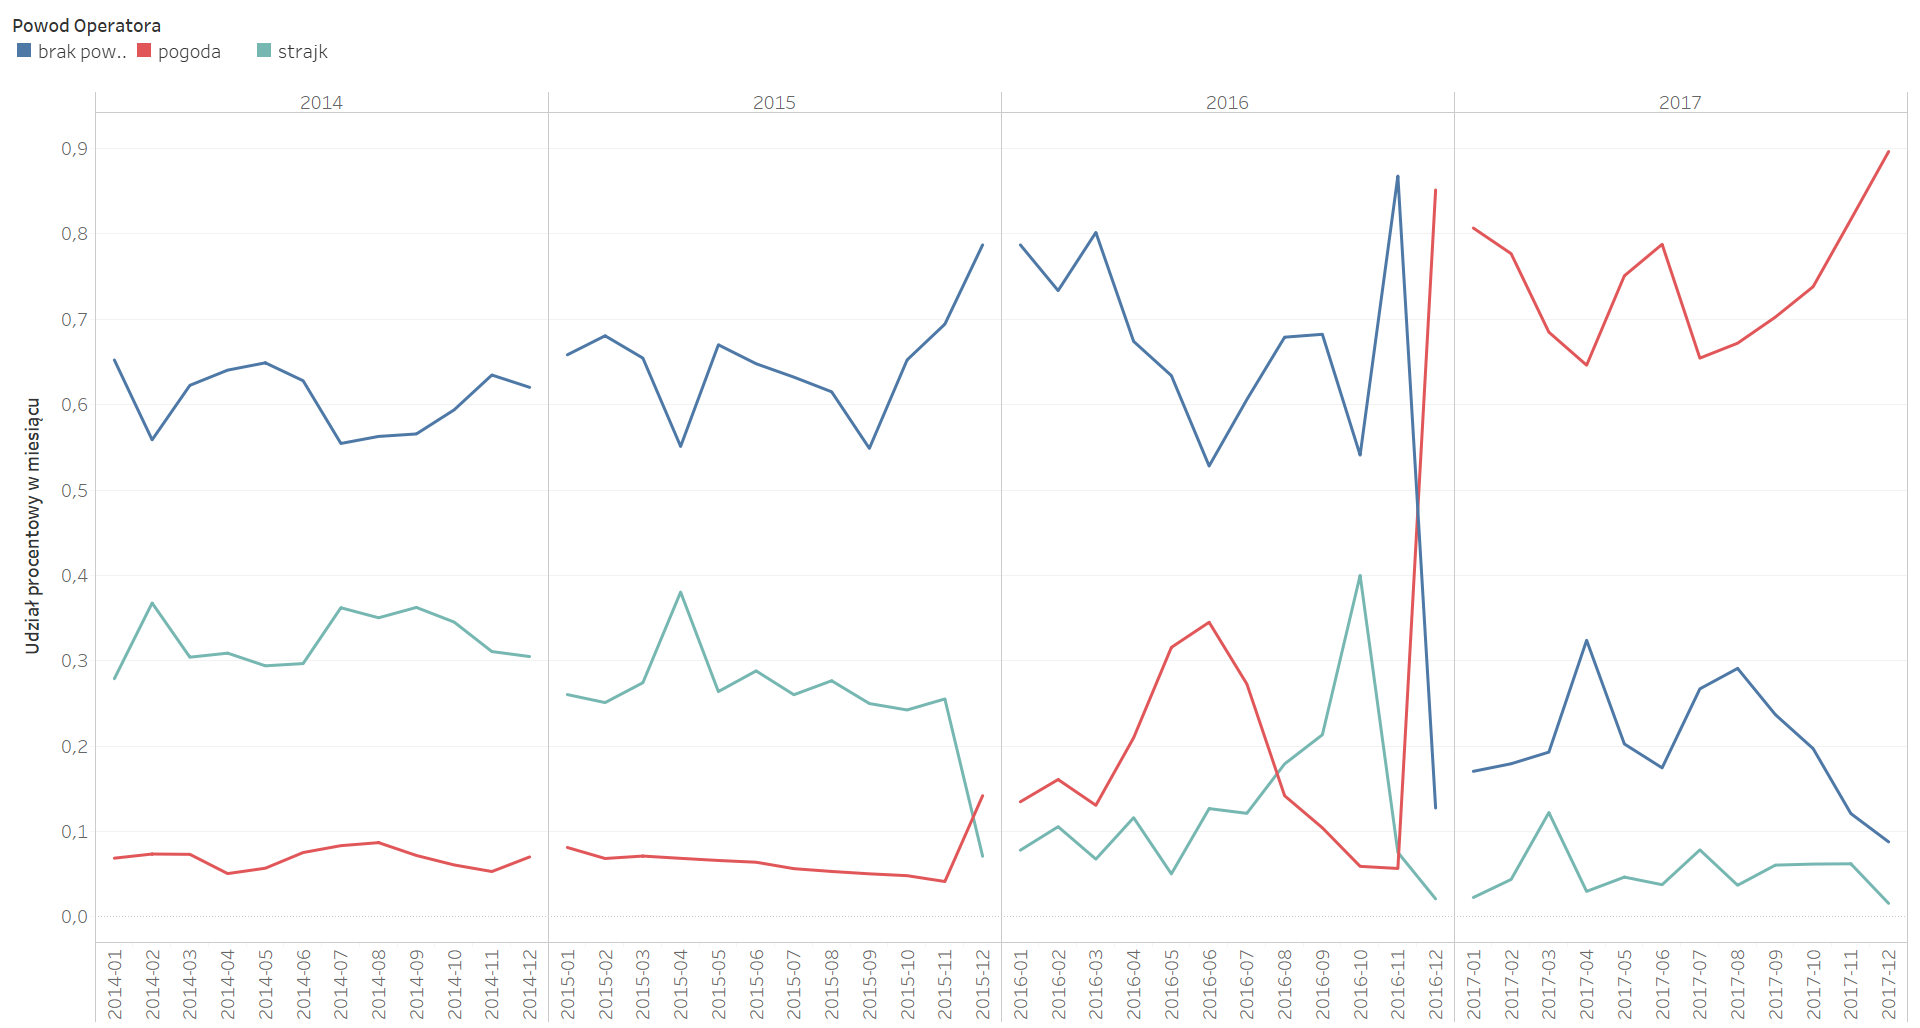 Powod Operatora
brak pow.. pogoda strajk
2014 2015 2016 2017
Udział procentowy w miesiącu
0,9
0,8
0,7
0,6
0,5
0,4
0,3
0,2
0,1
0,0
2014-01 2014-02 2014-03 2014-04 2014-05 2014-06 2014-07 2014-08 2014-09 2014-10 2014-11 2014-12 2015-01 2015-02 2015-03 2015-04 2015-05 2015-06 2015-07 2015-08 2015-09 2015-10 2015-11 2015-12 2016-01 2016-02 2016-03 2016-04 2016-05 2016-06 2016-07 2016-08 2016-09 2016-10 2016-11 2016-12 2017-01 2017-02 2017-03 2017-04 2017-05 2017-06 2017-07 2017-08 2017-09 2017-10 2017-11 2017-12